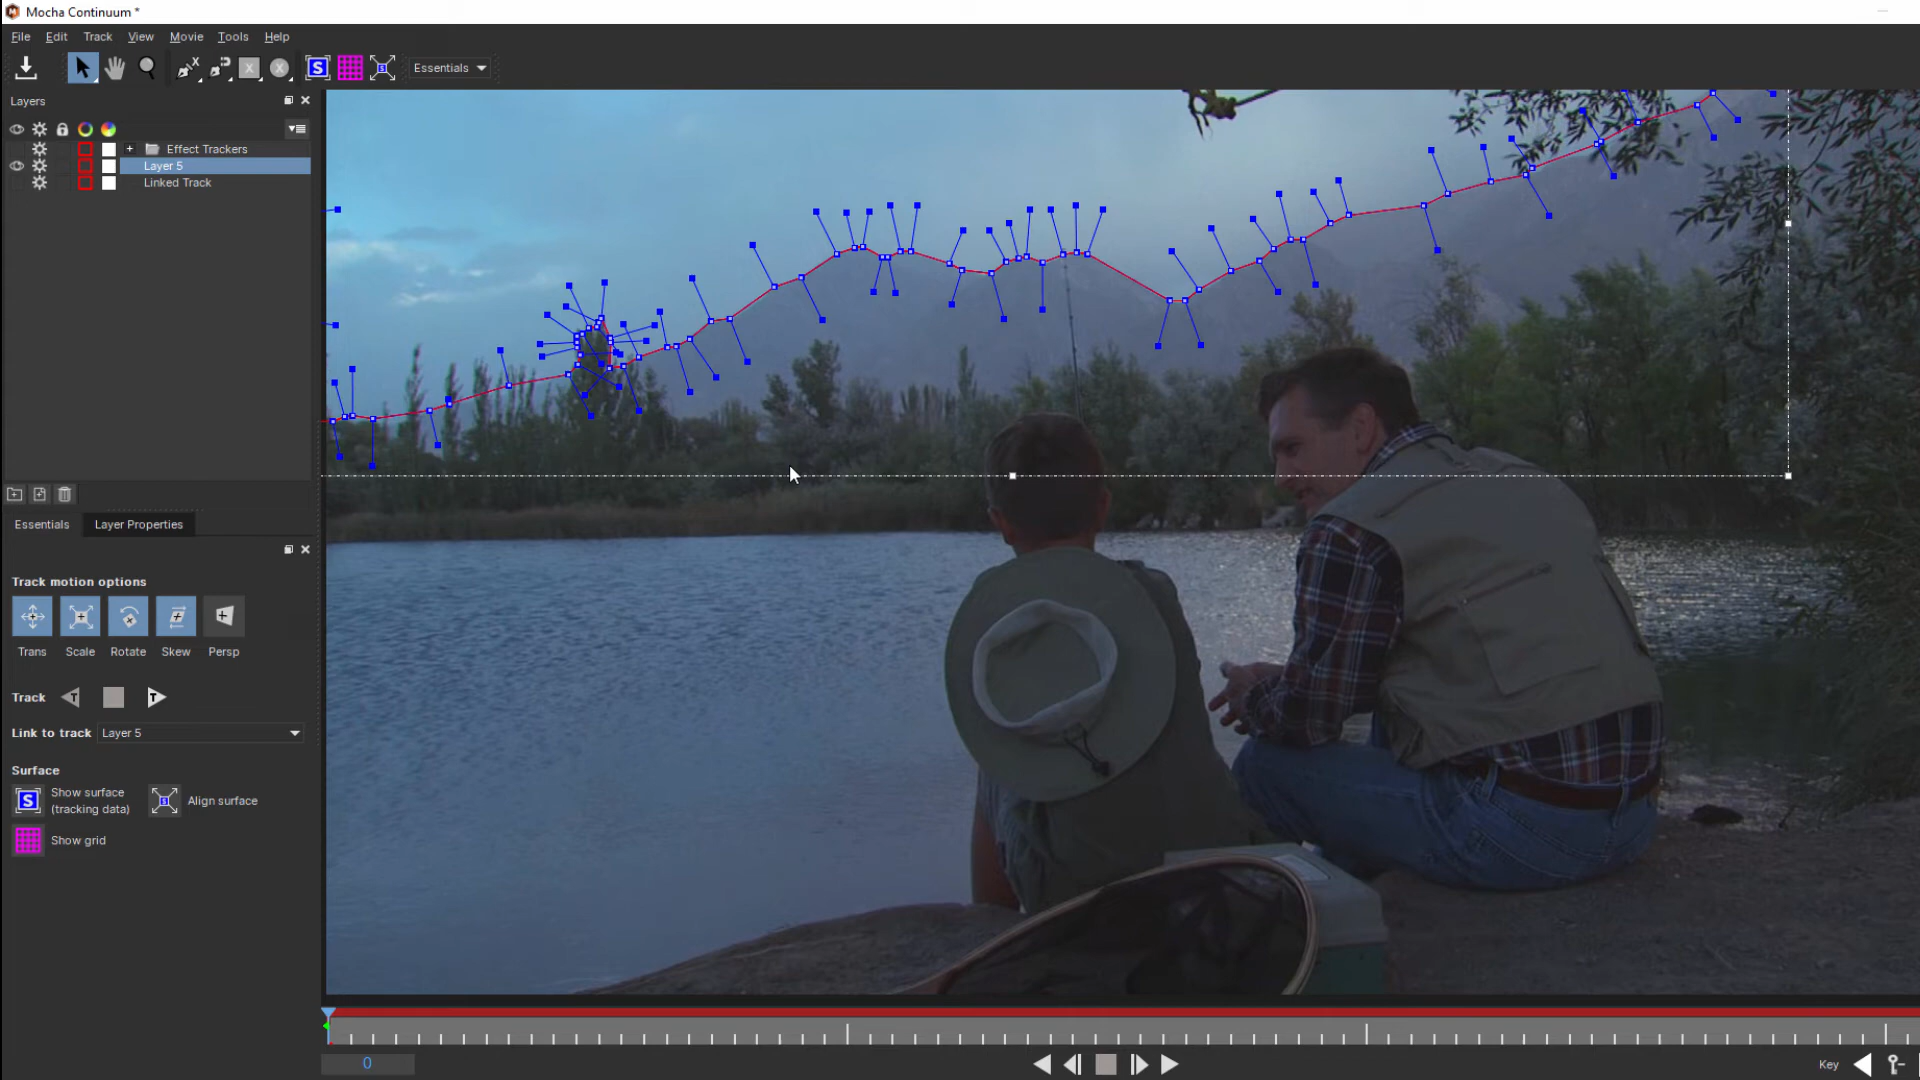 Mocha Continuum *
File Edit Track View Movie Tools Help
S S Essentials
Layers
Effect Trackers
Layer 5
Linked Track
Essentials Layer Properties
Track motion options
Trans Scale Rotate Skew Persp
Track T T
Link to track Layer 5
Surface
S Show surface
(tracking data)
S Align surface
Show grid
0
Key